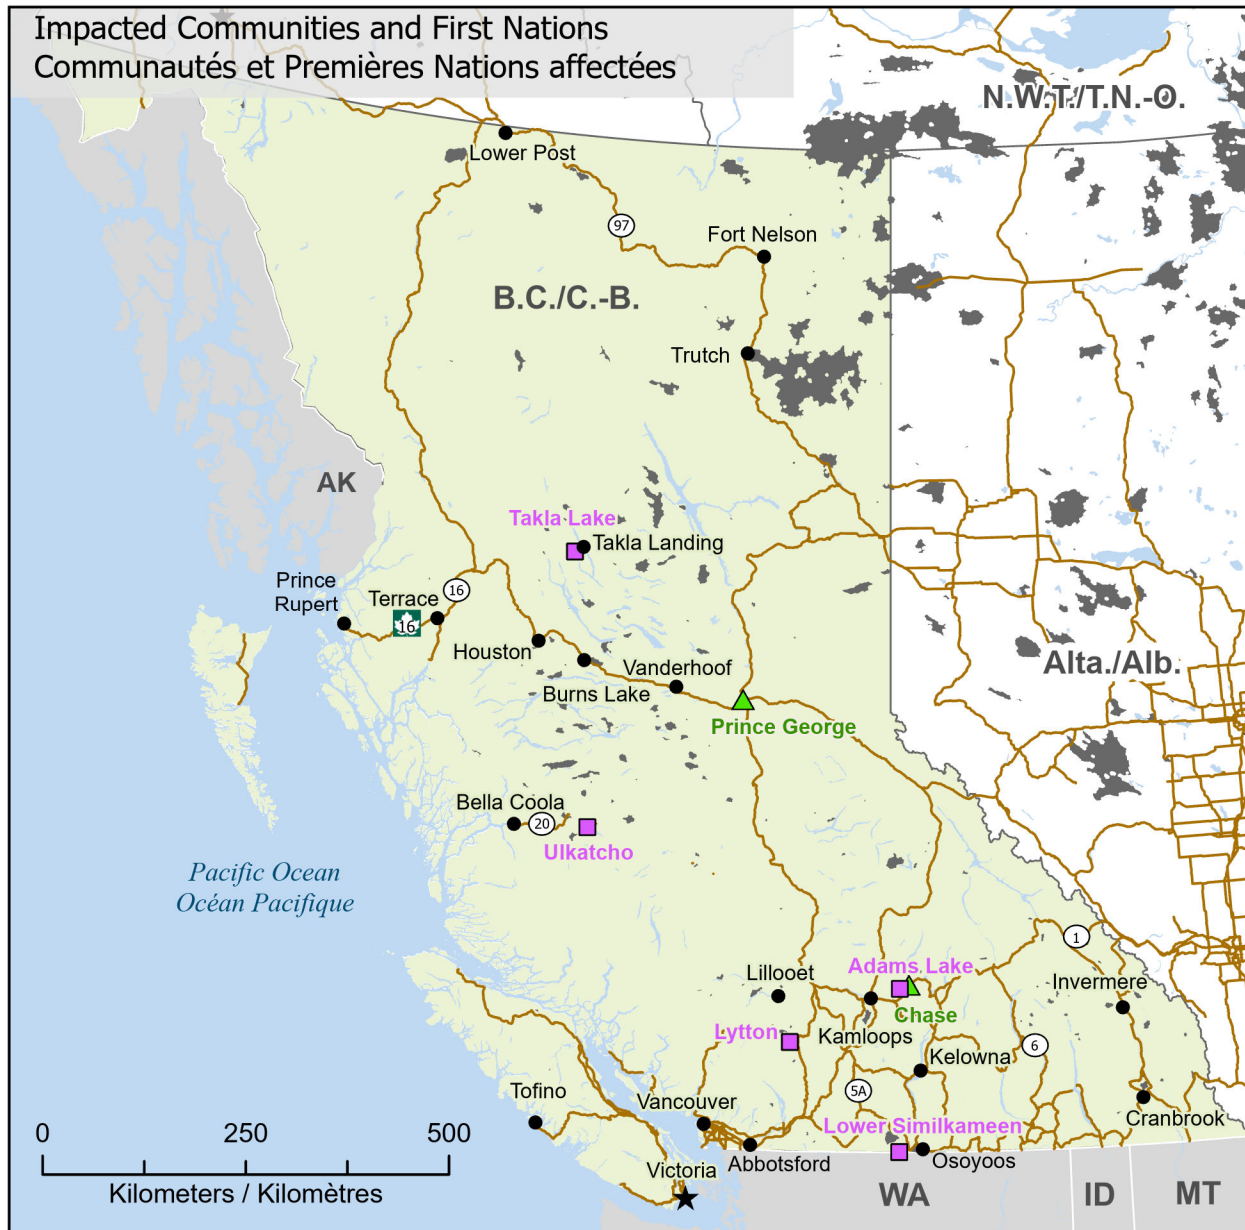 Impacted Communities and First Nations
Communautés et Premières Nations affectées
N.W.T./T.N.-O.
Lower Post
97
Fort Nelson
B.C./C.-B.
Trutch
AK
Takla Lake
Takla Landing
Prince
Rupert
Terrace
16
16
Houston
Vanderhoof
Burns Lake
Alta./Alb.
Prince George
Bella Coola
20
Ulkatcho
Pacific Ocean
Océan Pacifique
1
Lillooet
Adams Lake
Invermere
Chase
Lytton
Kamloops
6
Kelowna
Tofino
5A
Vancouver
Cranbrook
Lower Similkameen
0
250
500
Abbotsford
Osoyoos
Victoria
Kilometers / Kilomètres
WA
ID
MT